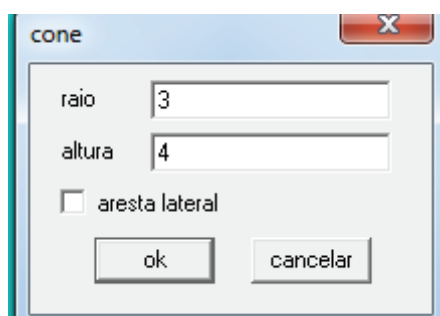 cone
raio 3
altura 4
aresta lateral
ok cancelar